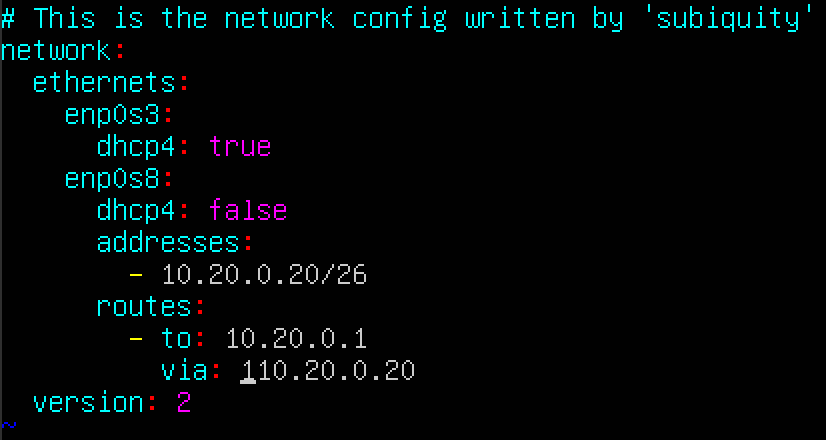 # This is the network config written by 'subiquity'
network:
  ethernets:
    enp0s3:
      dhcp4: true
    enp0s8:
      dhcp4: false
      addresses:
        - 10.20.0.20/26
      routes:
        - to: 10.20.0.1
          via: 110.20.0.20
  version: 2
~